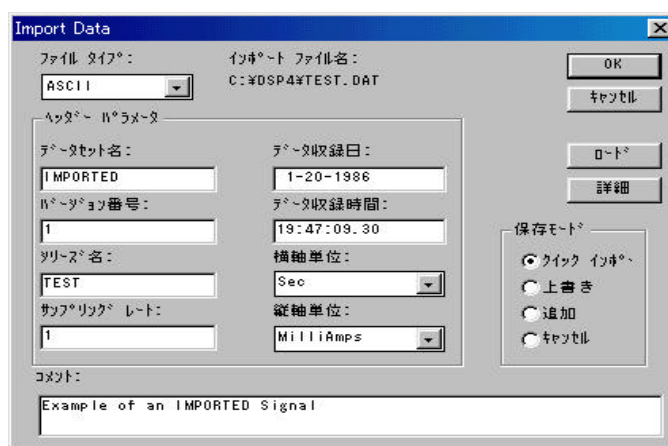 Import Data
ﾌｧｲﾙ ﾀｲﾌﾟ:
ASCII
ｲﾝﾎﾟｰﾄ ﾌｧｲﾙ名:
C:¥DSP4¥TEST.DAT
OK
ｷｬﾝｾﾙ
ﾛｰﾄﾞ
詳細
ﾍｯﾀﾞｰ ﾊﾟﾗﾒｰﾀ
ﾃﾞｰﾀｾｯﾄ名:
IMPORTED
ﾊﾞｰｼﾞｮﾝ番号:
1
ｼﾘｰｽﾞ名:
TEST
ｻﾝﾌﾟﾘﾝｸﾞ ﾚｰﾄ:
1
ﾃﾞｰﾀ収録日:
1-20-1986
ﾃﾞｰﾀ収録時間:
19:47:09.30
横軸単位:
Sec
縦軸単位:
MilliAmps
保存ﾓｰﾄﾞ
ｸｲｯｸ ｲﾝﾎﾟｰ
上書き
追加
ｷｬﾝｾﾙ
ｺﾒﾝﾄ:
Example of an IMPORTED Signal